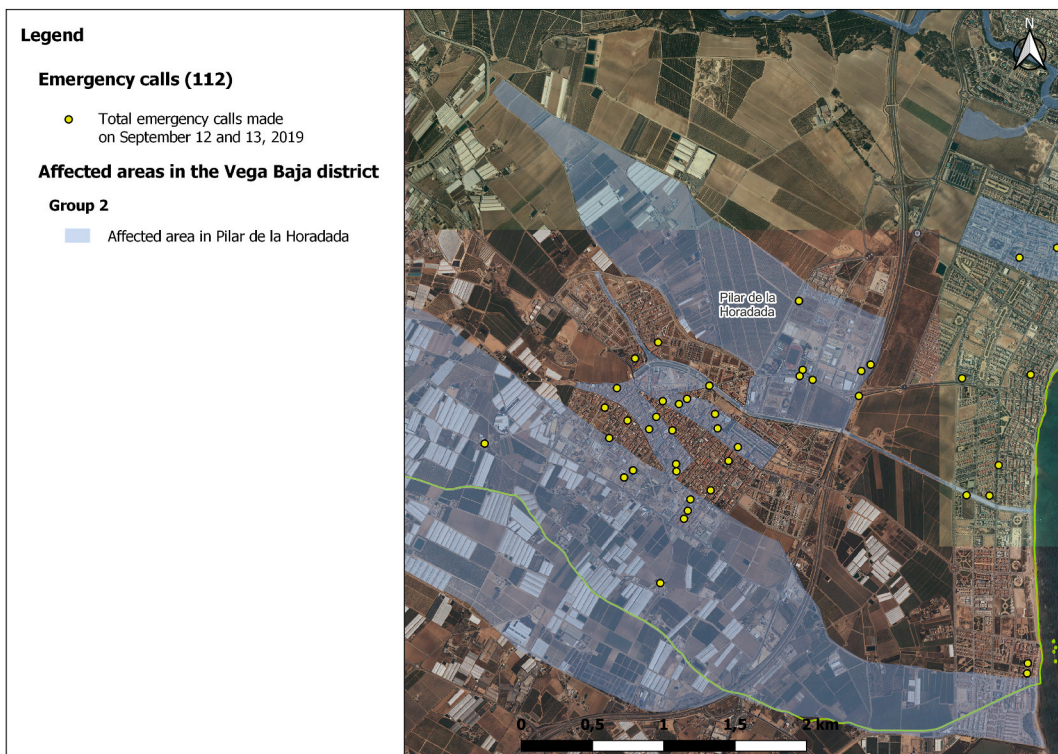 Legend
Emergency calls (112)
Total emergency calls made
on September 12 and 13, 2019
Affected areas in the Vega Baja district
Group 2
Affected area in Pilar de la Horadada
N
Pilar de la
Horadada
0 0,5 1 1,5 2 km